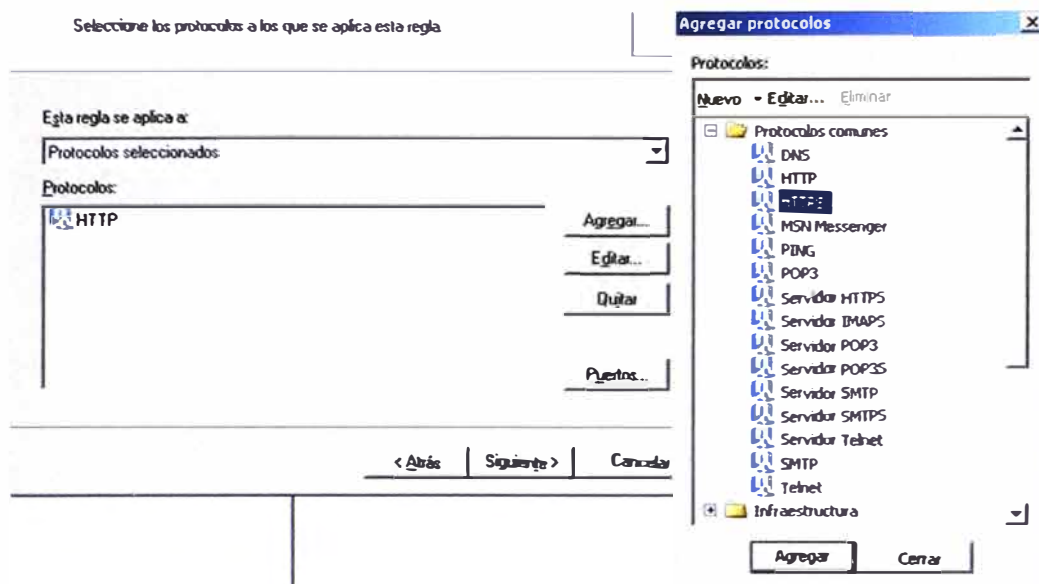 Seleccione los protocolos a los que se aplica esta regla
Esta regla se aplica a:
Protocolos seleccionados
Protocolos:
HTTP
Agregar...
Editar...
Quitar
Puertos...
< Atrás
Siguiente >
Cancelar
Agregar protocolos
Protocolos:
Nuevo
Editar...
Eliminar
Protocolos comunes
DNS
HTTP
HTTPS
MSN Messenger
PING
POP3
Servidor HTTPS
Servidor IMAPS
Servidor POP3
Servidor POP3S
Servidor SMTP
Servidor SMTPS
Servidor Telnet
SMTP
Telnet
Infraestructura
Agregar
Cerrar